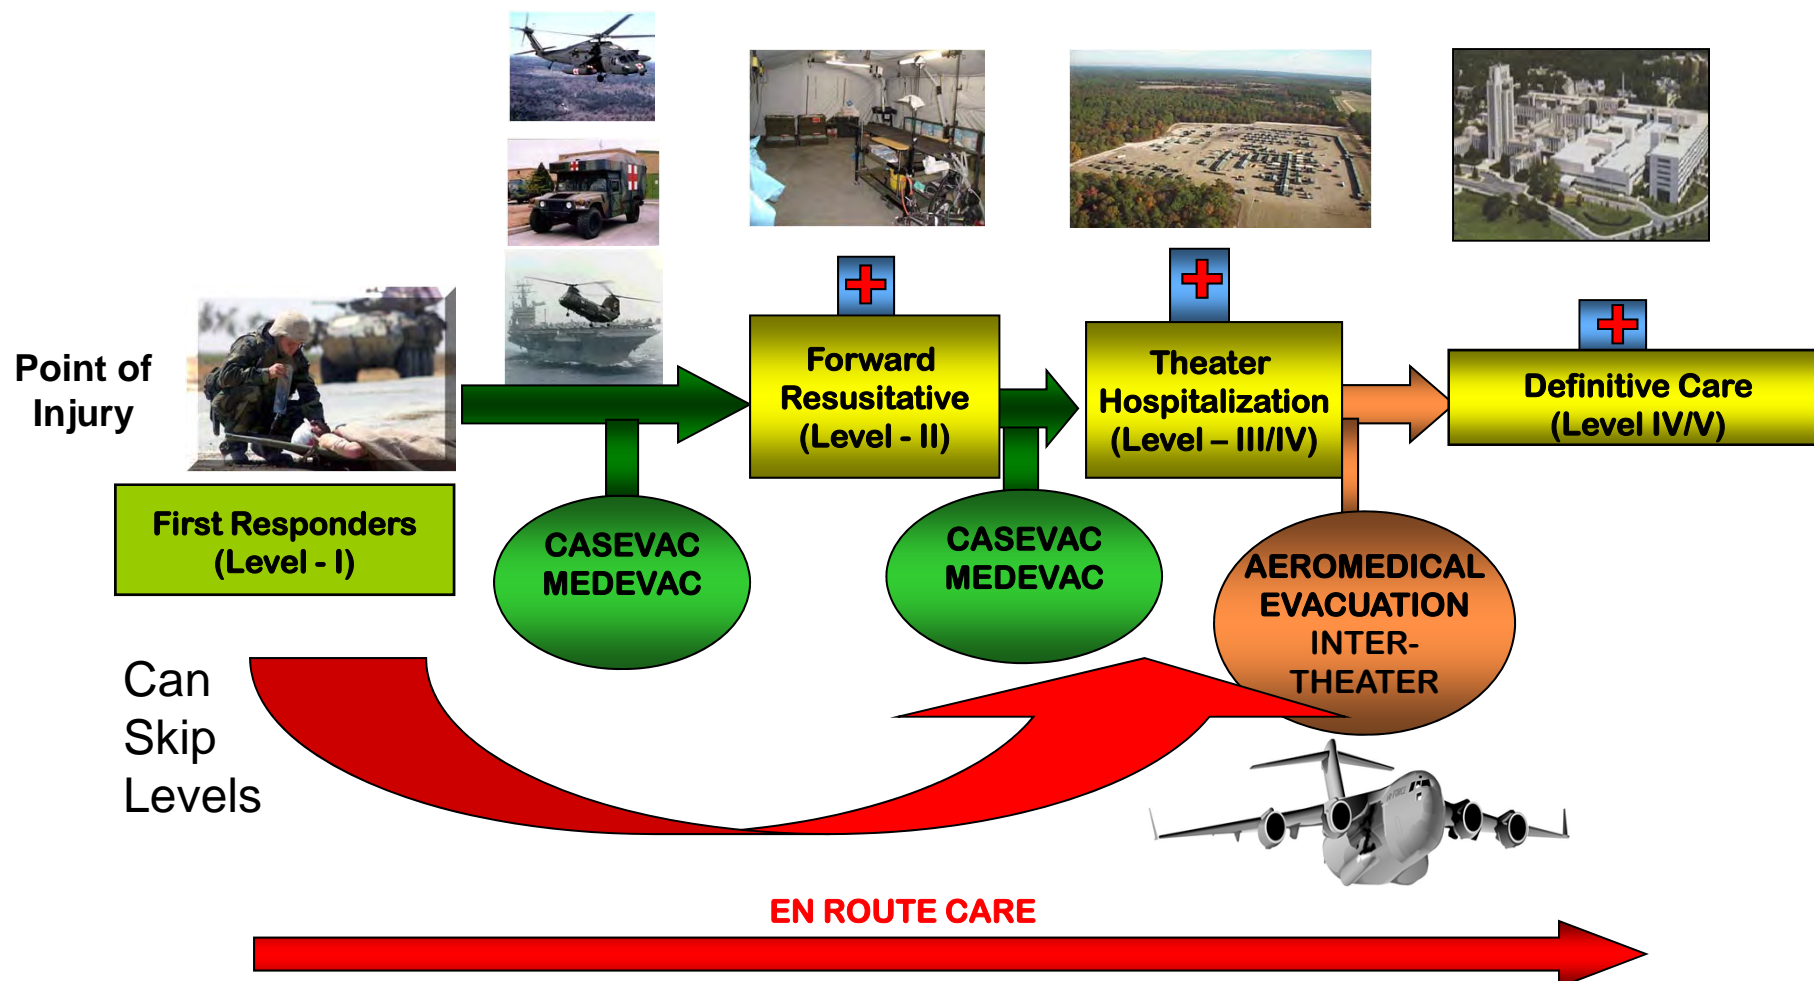 Point of
Injury
First Responders
(Level - I)
CASEVAC
MEDEVAC
Forward
Resusitative
(Level - II)
CASEVAC
MEDEVAC
Theater
Hospitalization
(Level – III/IV)
AEROMEDICAL
EVACUATION
INTER-
THEATER
Definitive Care
(Level IV/V)
Can
Skip
Levels
EN ROUTE CARE